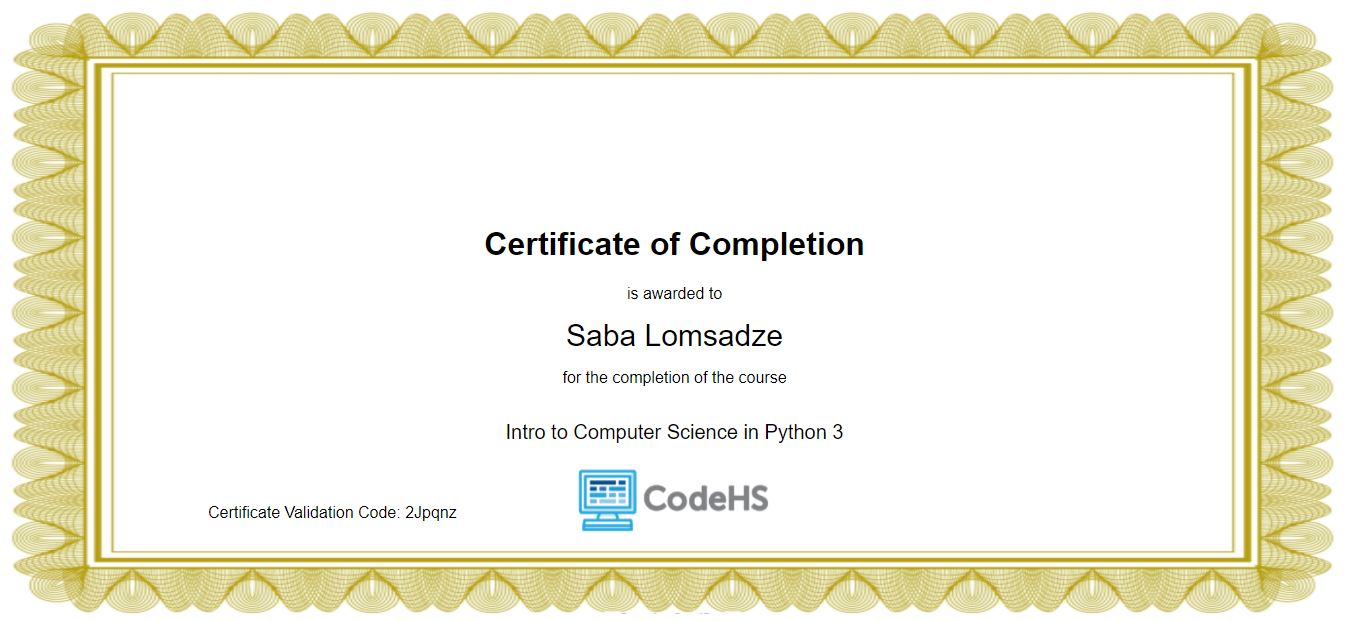 Certificate of Completion
is awarded to
Saba Lomsadze
for the completion of the course
Intro to Computer Science in Python 3
CodeHS
Certificate Validation Code: 2Jpqnz